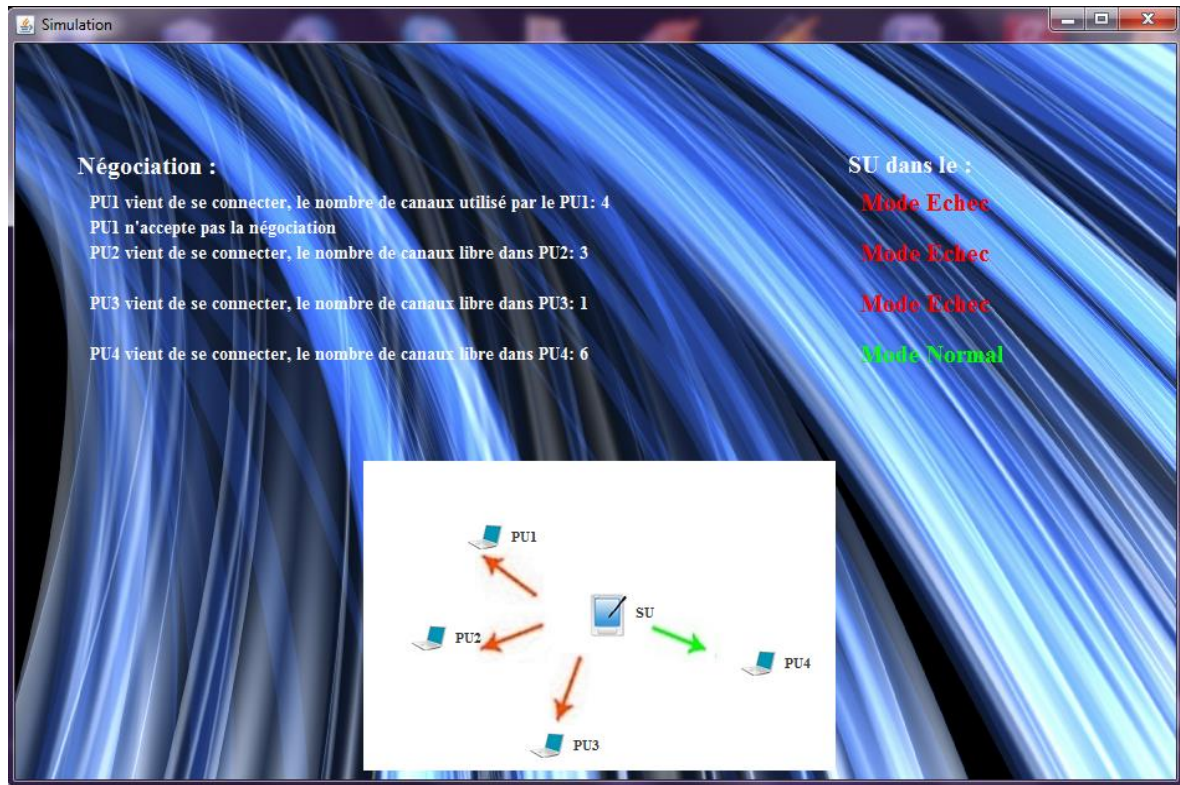 Simulation
Négociation :
SU dans le :
PU1 vient de se connecter, le nombre de canaux utilisé par le PU1: 4
Mode Echec
PU1 n'accepte pas la négociation
PU2 vient de se connecter, le nombre de canaux libre dans PU2: 3
Mode Echec
PU3 vient de se connecter, le nombre de canaux libre dans PU3: 1
Mode Echec
PU4 vient de se connecter, le nombre de canaux libre dans PU4: 6
Mode Normal
PU1
SU
PU2
PU4
PU3